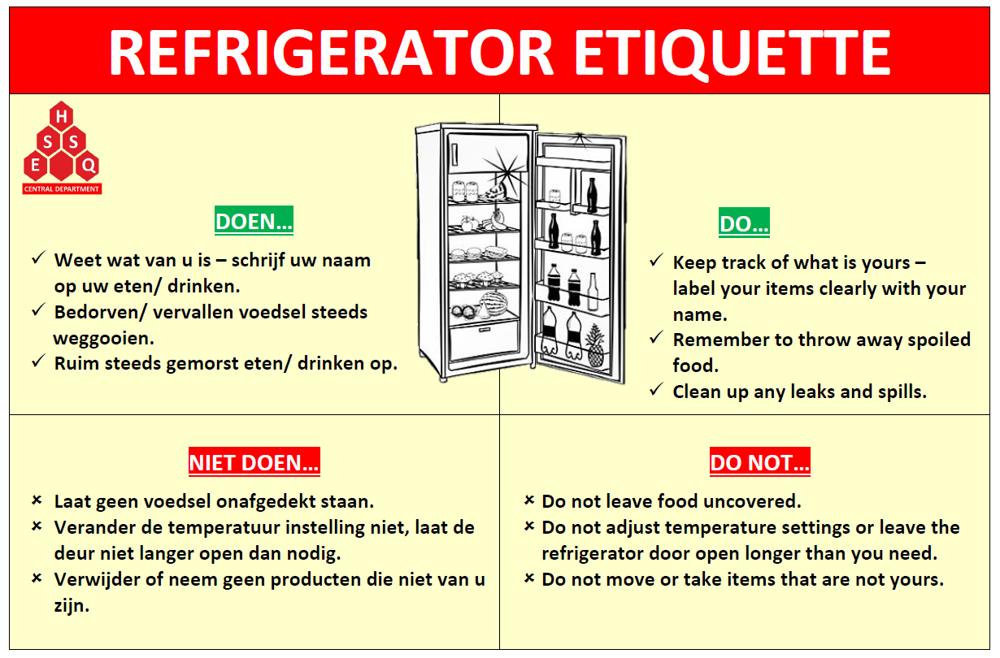 REFRIGERATOR ETIQUETTE
H
S S
E Q
CENTRAL DEPARTMENT
DOEN...
✓ Weet wat van u is – schrijf uw naam
op uw eten/ drinken.
✓ Bedorven/ vervallen voedsel steeds
weggooien.
✓ Ruim steeds gemorst eten/ drinken op.
DO...
✓ Keep track of what is yours –
label your items clearly with your
name.
✓ Remember to throw away spoiled
food.
✓ Clean up any leaks and spills.
NIET DOEN...
× Laat geen voedsel onafgedekt staan.
× Verander de temperatuur instelling niet, laat de
deur niet langer open dan nodig.
× Verwijder of neem geen producten die niet van u
zijn.
DO NOT...
× Do not leave food uncovered.
× Do not adjust temperature settings or leave the
refrigerator door open longer than you need.
× Do not move or take items that are not yours.